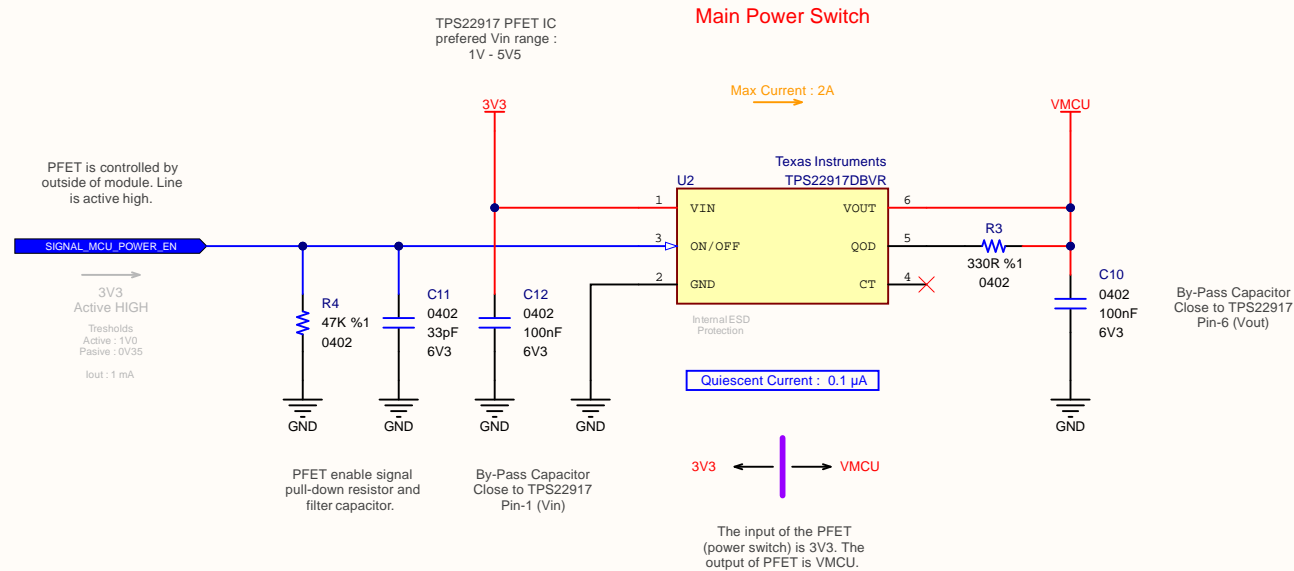 Main Power Switch
TPS22917 PFET IC
prefered Vin range :
1V - 5V5
Max Current : 2A
3V3
VMCU
PFET is controlled by
outside of module. Line
is active high.
Texas Instruments
U2
TPS22917DBVR
1
VIN
VOUT
6
SIGNAL_MCU_POWER_EN
3
ON/OFF
QOD
5
R3
330R %1
0402
2
GND
CT
4
3V3
Active HIGH
Tresholds
Active : 1V0
Pasive : 0V35
Iout : 1 mA
R4
47K %1
0402
C11
0402
33pF
6V3
C12
0402
100nF
6V3
Internal ESD
Protection
C10
0402
100nF
6V3
By-Pass Capacitor
Close to TPS22917
Pin-6 (Vout)
Quiescent Current :  0.1 µA
GND
GND
GND
GND
GND
PFET enable signal
pull-down resistor and
filter capacitor.
By-Pass Capacitor
Close to TPS22917
Pin-1 (Vin)
3V3
VMCU
The input of the PFET
(power switch) is 3V3. The
output of PFET is VMCU.